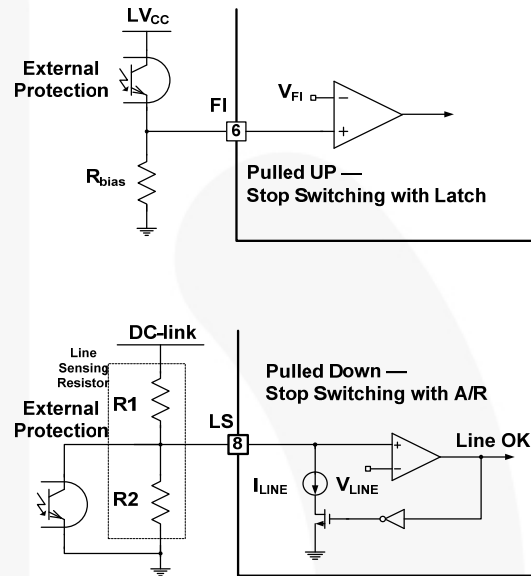 LVCC
External
Protection
FI
6
VFI
−
+
Rbias
Pulled UP —
Stop Switching with Latch
DC-link
Line
Sensing
Resistor
External
Protection
R1
R2
LS
8
Pulled Down —
Stop Switching with A/R
+
−
Line OK
ILINE
VLINE